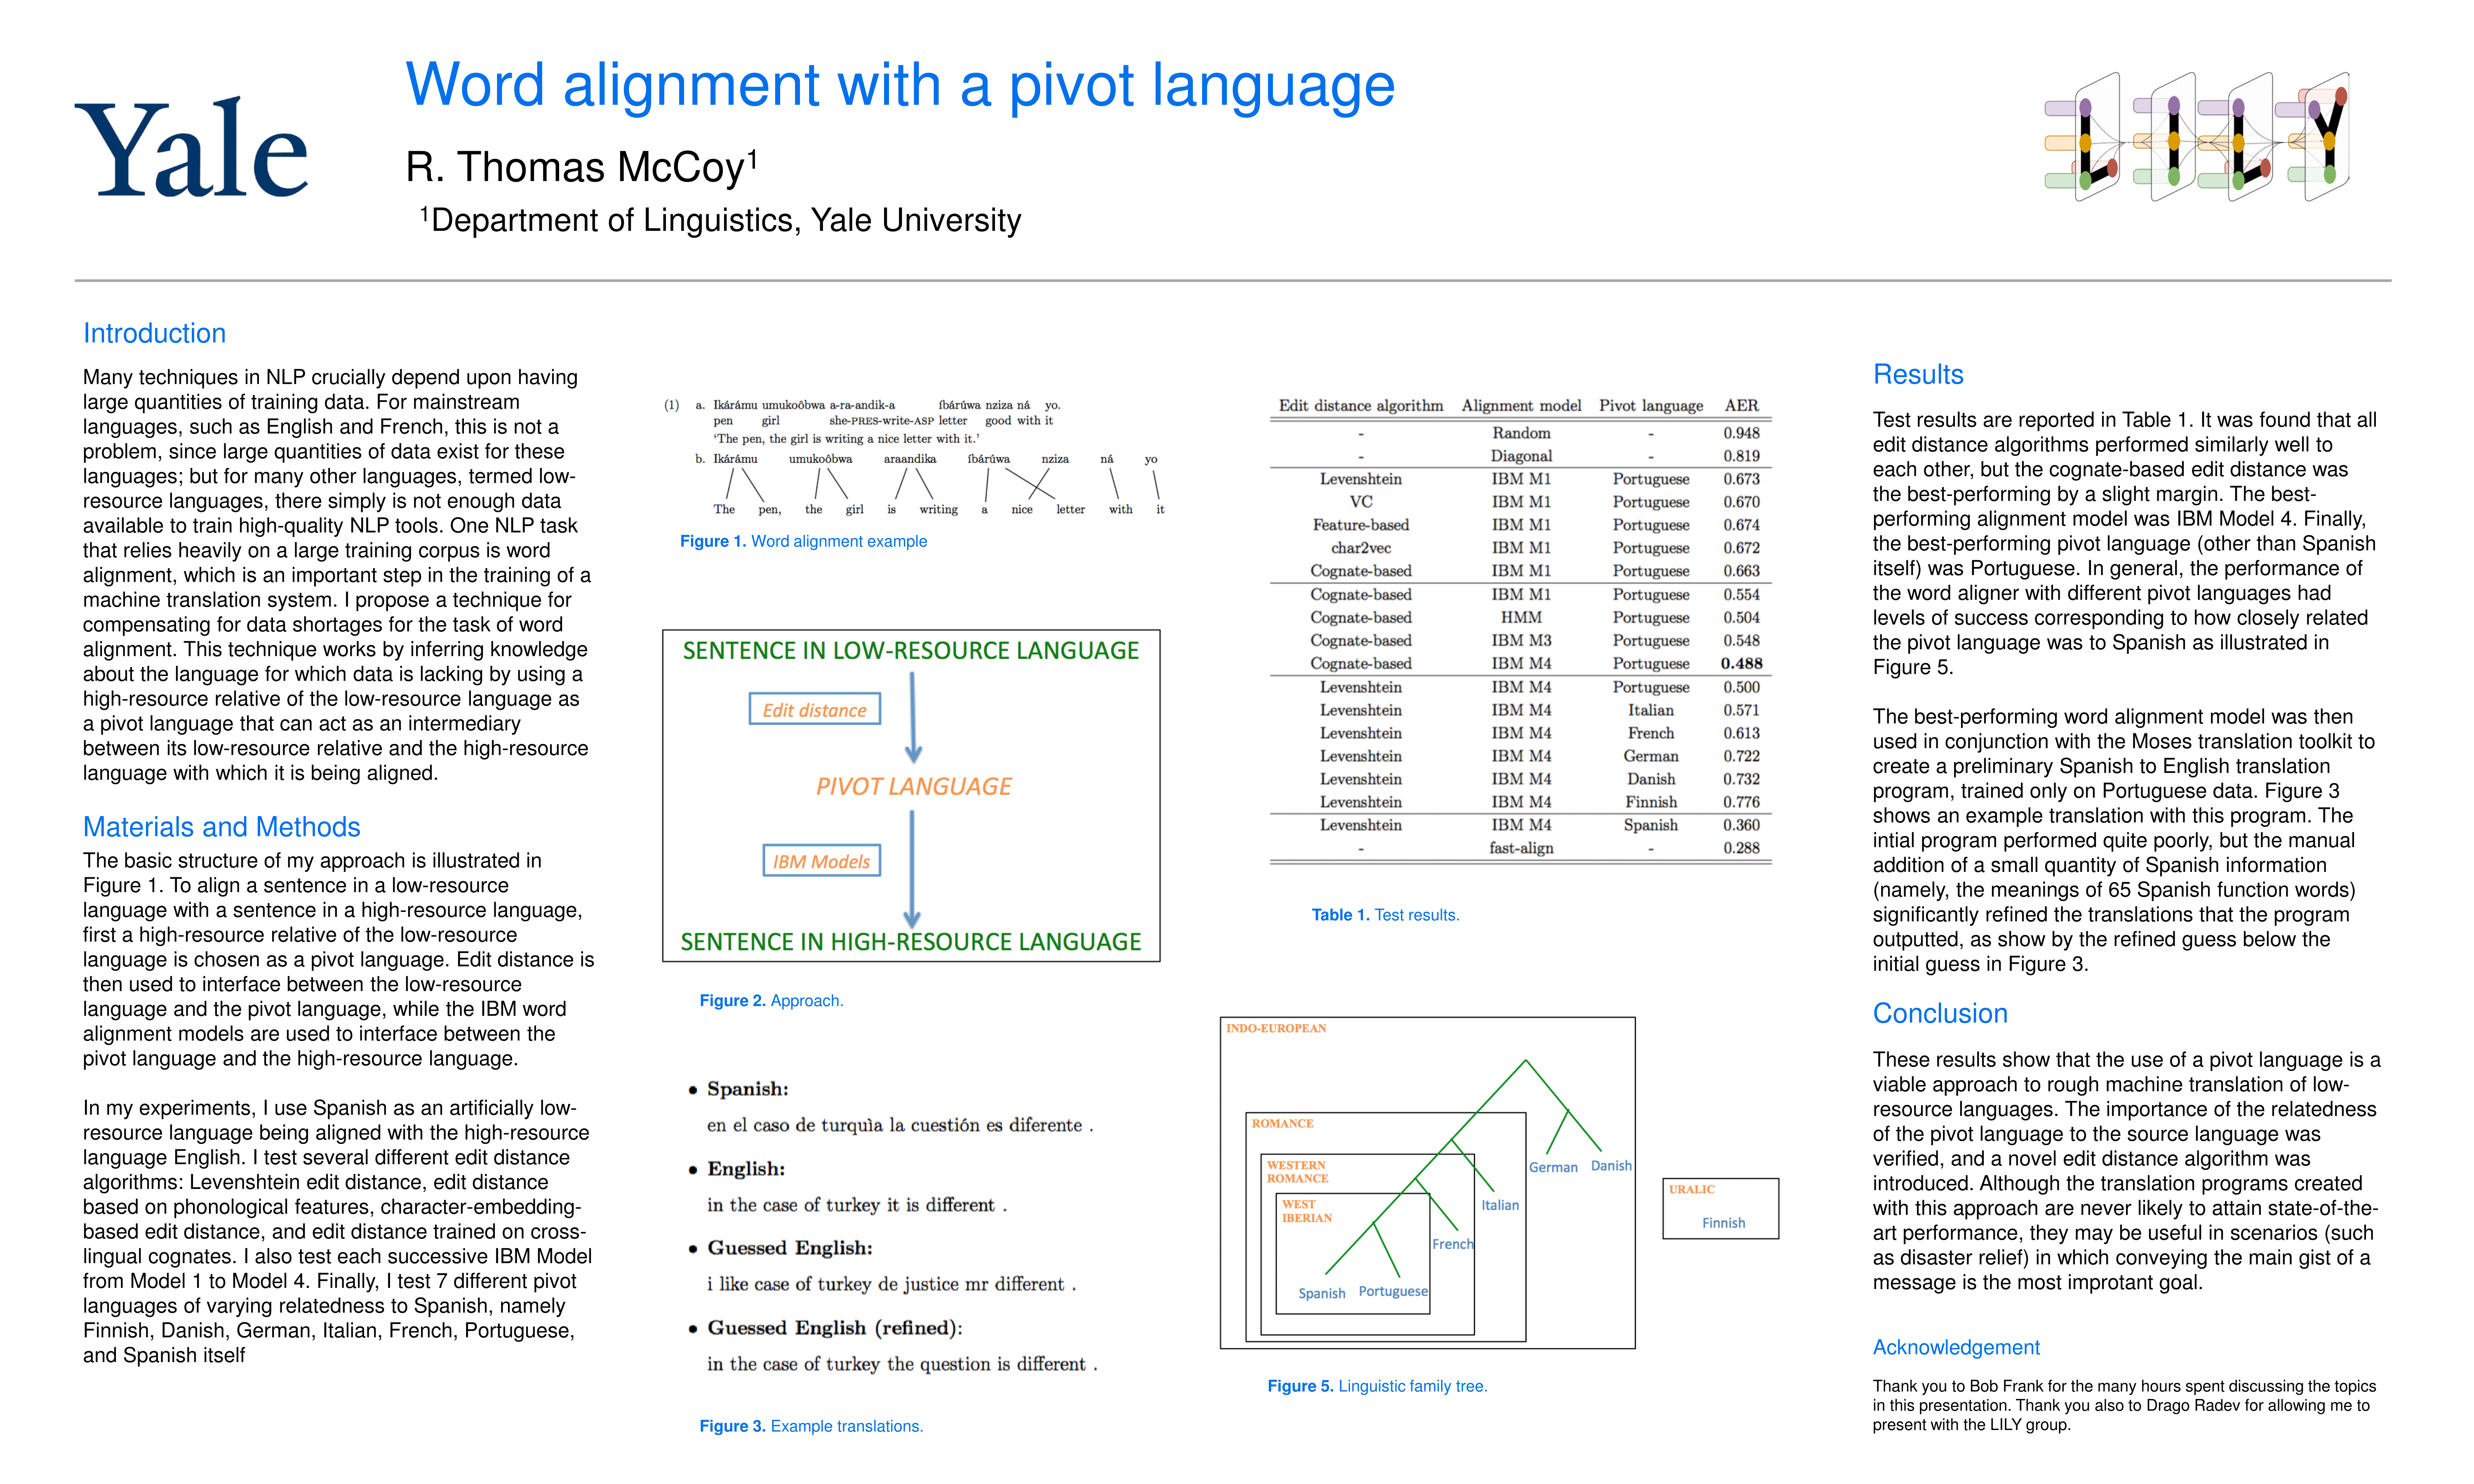 Yale
Word alignment with a pivot language
R. Thomas McCoy¹
¹Department of Linguistics, Yale University
LILY
Introduction
Many techniques in NLP crucially depend upon having
large quantities of training data. For mainstream
languages, such as English and French, this is not a
problem, since large quantities of data exist for these
languages; but for many other languages, termed low-
resource languages, there simply is not enough data
available to train high-quality NLP tools. One NLP task
that relies heavily on a large training corpus is word
alignment, which is an important step in the training of a
machine translation system. I propose a technique for
compensating for data shortages for the task of word
alignment. This technique works by inferring knowledge
about the language for which data is lacking by using a
high-resource relative of the low-resource language as
a pivot language that can act as an intermediary
between its low-resource relative and the high-resource
language with which it is being aligned.
Materials and Methods
The basic structure of my approach is illustrated in
Figure 1. To align a sentence in a low-resource
language with a sentence in a high-resource language,
first a high-resource relative of the low-resource
language is chosen as a pivot language. Edit distance is
then used to interface between the low-resource
language and the pivot language, while the IBM word
alignment models are used to interface between the
pivot language and the high-resource language.
In my experiments, I use Spanish as an artificially low-
resource language being aligned with the high-resource
language English. I test several different edit distance
algorithms: Levenshtein edit distance, edit distance
based on phonological features, character-embedding-
based edit distance, and edit distance trained on cross-
lingual cognates. I also test each successive IBM Model
from Model 1 to Model 4. Finally, I test 7 different pivot
languages of varying relatedness to Spanish, namely
Finnish, Danish, German, Italian, French, Portuguese,
and Spanish itself
(1) a. Ikárámu umukoôbwa a-ra-andik-a íbárúwa nziza ná yo.
pen girl she-PRES-write-ASP letter good with it
‘The pen, the girl is writing a nice letter with it.’
b. Ikárámu umukoôbwa araandika íbárúwa nziza ná yo
The pen, the girl is writing a nice letter with it
Figure 1. Word alignment example
SENTENCE IN LOW-RESOURCE LANGUAGE
Edit distance
PIVOT LANGUAGE
IBM Models
SENTENCE IN HIGH-RESOURCE LANGUAGE
Figure 2. Approach.
• Spanish:
en el caso de turquìa la cuestión es diferente .
• English:
in the case of turkey it is different .
• Guessed English:
i like case of turkey de justice mr different .
• Guessed English (refined):
in the case of turkey the question is different .
Figure 3. Example translations.
Edit distance algorithm Alignment model Pivot language AER
- Random - 0.948
- Diagonal - 0.819
Levenshtein IBM M1 Portuguese 0.673
VC IBM M1 Portuguese 0.670
Feature-based IBM M1 Portuguese 0.674
char2vec IBM M1 Portuguese 0.672
Cognate-based IBM M1 Portuguese 0.663
Cognate-based IBM M1 Portuguese 0.554
Cognate-based HMM Portuguese 0.504
Cognate-based IBM M3 Portuguese 0.548
Cognate-based IBM M4 Portuguese 0.488
Levenshtein IBM M4 Portuguese 0.500
Levenshtein IBM M4 Italian 0.571
Levenshtein IBM M4 French 0.613
Levenshtein IBM M4 German 0.722
Levenshtein IBM M4 Danish 0.732
Levenshtein IBM M4 Finnish 0.776
Levenshtein IBM M4 Spanish 0.360
- fast-align - 0.288
Table 1. Test results.
INDO-EUROPEAN
ROMANCE
WESTERN
ROMANCE
WEST
IBERIAN
German Danish
Italian
French
Spanish Portuguese
URALIC
Finnish
Figure 5. Linguistic family tree.
Results
Test results are reported in Table 1. It was found that all
edit distance algorithms performed similarly well to
each other, but the cognate-based edit distance was
the best-performing by a slight margin. The best-
performing alignment model was IBM Model 4. Finally,
the best-performing pivot language (other than Spanish
itself) was Portuguese. In general, the performance of
the word aligner with different pivot languages had
levels of success corresponding to how closely related
the pivot language was to Spanish as illustrated in
Figure 5.
The best-performing word alignment model was then
used in conjunction with the Moses translation toolkit to
create a preliminary Spanish to English translation
program, trained only on Portuguese data. Figure 3
shows an example translation with this program. The
intial program performed quite poorly, but the manual
addition of a small quantity of Spanish information
(namely, the meanings of 65 Spanish function words)
significantly refined the translations that the program
outputted, as show by the refined guess below the
initial guess in Figure 3.
Conclusion
These results show that the use of a pivot language is a
viable approach to rough machine translation of low-
resource languages. The importance of the relatedness
of the pivot language to the source language was
verified, and a novel edit distance algorithm was
introduced. Although the translation programs created
with this approach are never likely to attain state-of-the-
art performance, they may be useful in scenarios (such
as disaster relief) in which conveying the main gist of a
message is the most improtant goal.
Acknowledgement
Thank you to Bob Frank for the many hours spent discussing the topics
in this presentation. Thank you also to Drago Radev for allowing me to
present with the LILY group.